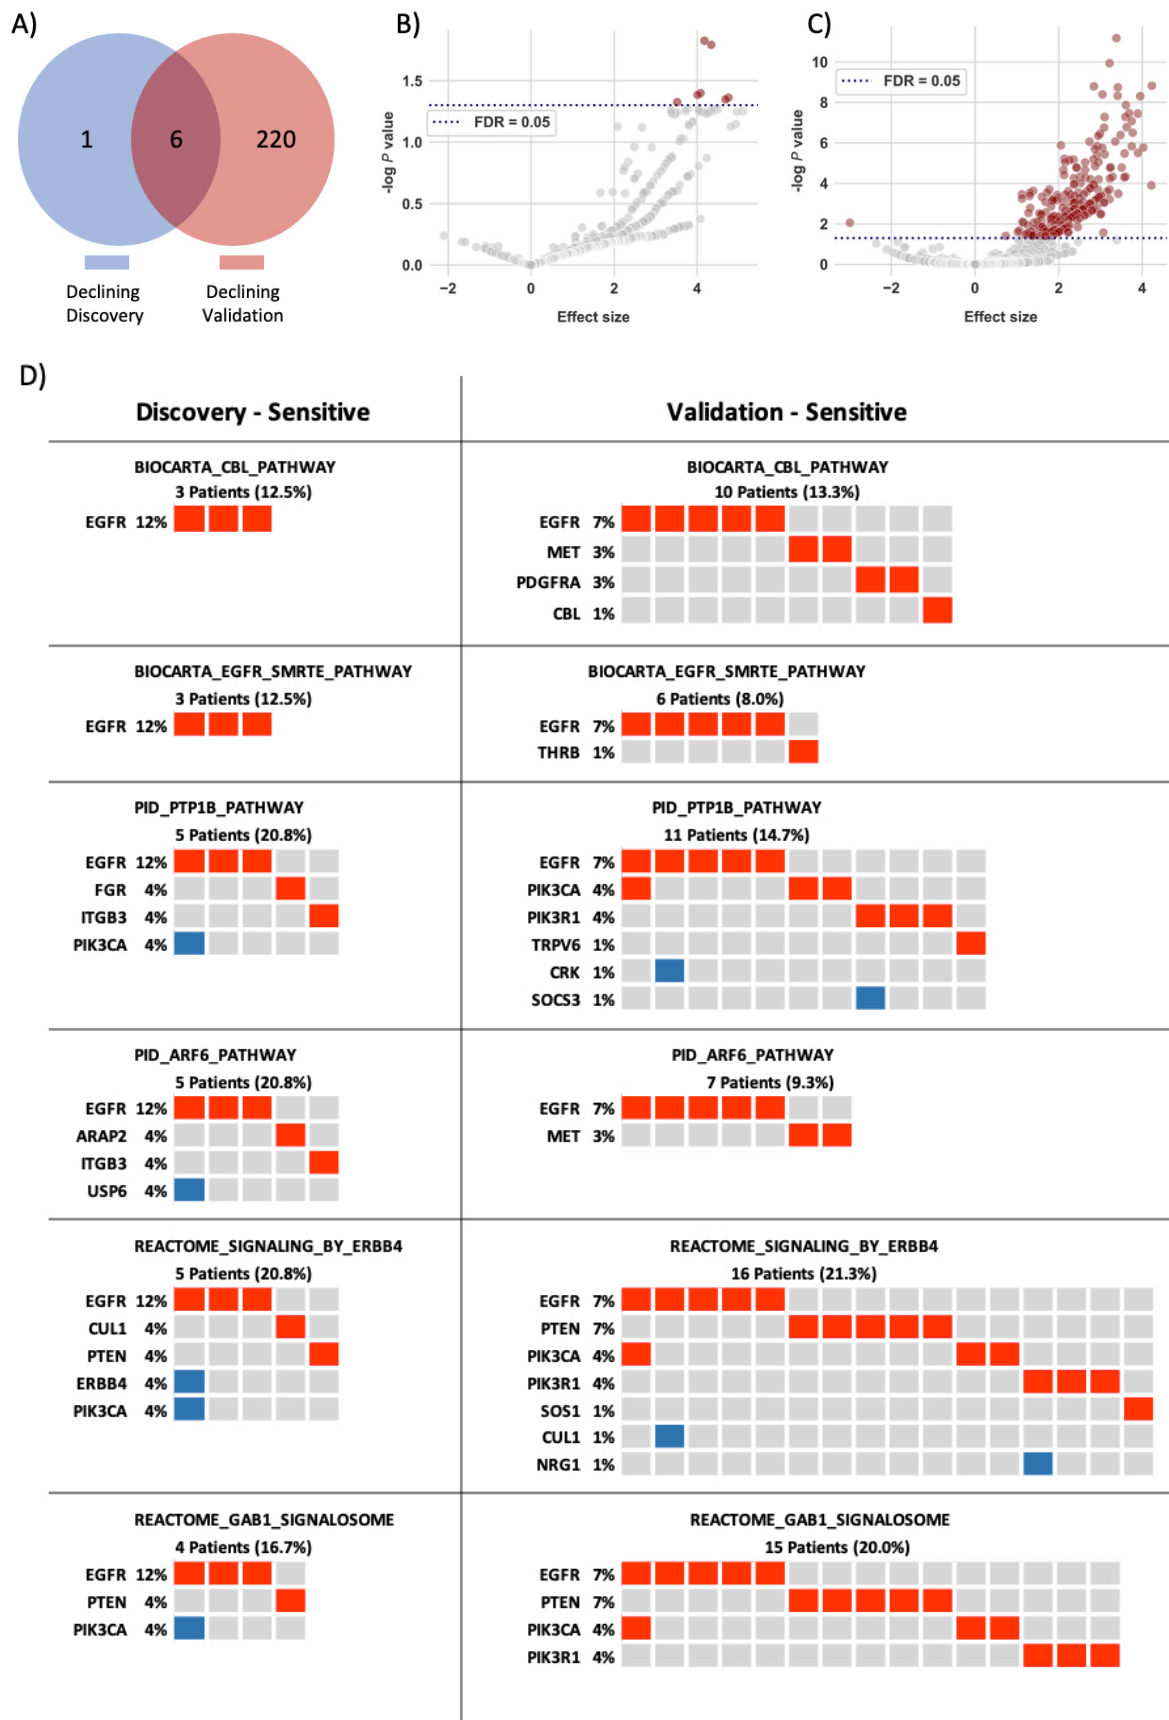 A)
1
6
220
Declining
Discovery
Declining
Validation
B)
1.5
1.0
0.5
0.0
-log P value
FDR = 0.05
−2
0
2
4
Effect size
C)
10
8
6
4
2
0
-log P value
FDR = 0.05
−2
0
2
4
Effect size
D)
Discovery - Sensitive
Validation - Sensitive
BIOCARTA_CBL_PATHWAY
3 Patients (12.5%)
EGFR 12%
BIOCARTA_CBL_PATHWAY
10 Patients (13.3%)
EGFR 7%
MET 3%
PDGFRA 3%
CBL 1%
BIOCARTA_EGFR_SMRTE_PATHWAY
3 Patients (12.5%)
EGFR 12%
BIOCARTA_EGFR_SMRTE_PATHWAY
6 Patients (8.0%)
EGFR 7%
THRB 1%
PID_PTP1B_PATHWAY
5 Patients (20.8%)
EGFR 12%
FGR 4%
ITGB3 4%
PIK3CA 4%
PID_PTP1B_PATHWAY
11 Patients (14.7%)
EGFR 7%
PIK3CA 4%
PIK3R1 4%
TRPV6 1%
CRK 1%
SOCS3 1%
PID_ARF6_PATHWAY
5 Patients (20.8%)
EGFR 12%
ARAP2 4%
ITGB3 4%
USP6 4%
PID_ARF6_PATHWAY
7 Patients (9.3%)
EGFR 7%
MET 3%
REACTOME_SIGNALING_BY_ERBB4
5 Patients (20.8%)
EGFR 12%
CUL1 4%
PTEN 4%
ERBB4 4%
PIK3CA 4%
REACTOME_SIGNALING_BY_ERBB4
16 Patients (21.3%)
EGFR 7%
PTEN 7%
PIK3CA 4%
PIK3R1 4%
SOS1 1%
CUL1 1%
NRG1 1%
REACTOME_GAB1_SIGNALOSOME
4 Patients (16.7%)
EGFR 12%
PTEN 4%
PIK3CA 4%
REACTOME_GAB1_SIGNALOSOME
15 Patients (20.0%)
EGFR 7%
PTEN 7%
PIK3CA 4%
PIK3R1 4%